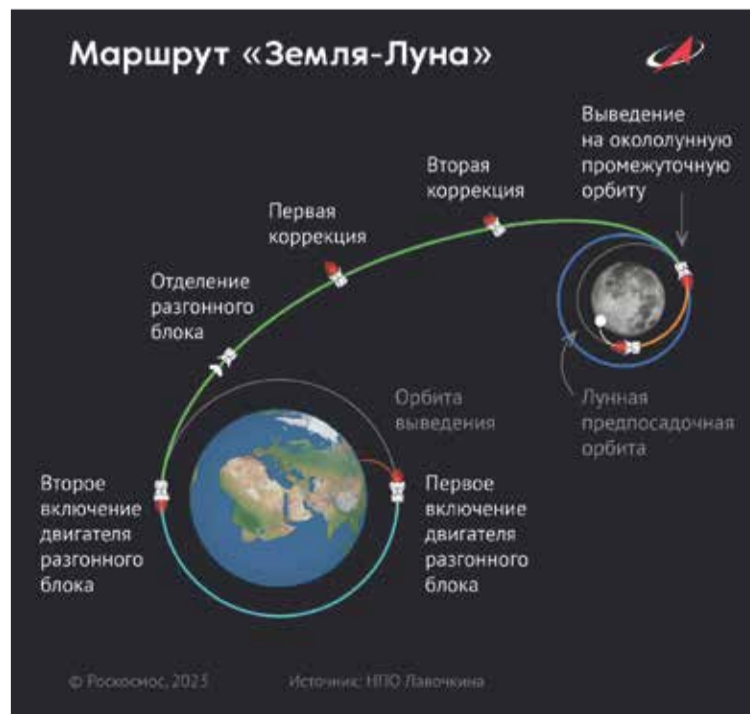 Маршрут «Земля-Луна»
Выведение
на окололунную
промежуточную
орбиту
Вторая
коррекция
Первая
коррекция
Отделение
разгонного
блока
Орбита
выведения
Лунная
предпосадочная
орбита
Второе
включение
двигателя
разгонного
блока
Первое
включение
двигателя
разгонного
блока
© Роскосмос, 2023
Источник: НПО Лавочкина